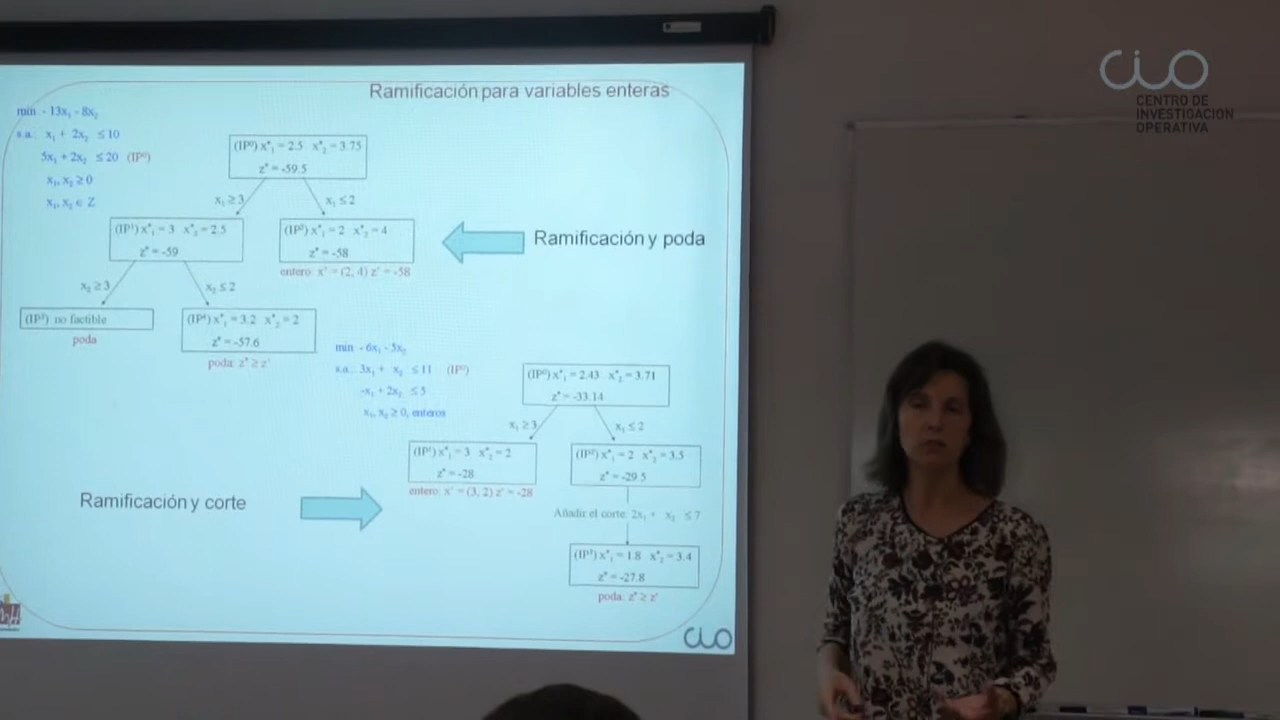 Ramificación para variables enteras
min - 13x₁ - 8x₂
s.a.: x₁ + 2x₂ ≤ 10
5x₁ + 2x₂ ≤ 20 (IP⁰)
x₁, x₂ ≥ 0
x₁, x₂ ∈ Z
(IP⁰) x*₁ = 2.5 x*₂ = 3.75
z* = -59.5
x₁ ≥ 3
x₁ ≤ 2
(IP¹) x*₁ = 3 x*₂ = 2.5
z* = -59
(IP²) x*₁ = 2 x*₂ = 4
z* = -58
entero: x' = (2, 4) z' = -58
Ramificación y poda
x₂ ≥ 3
x₂ ≤ 2
(IP³) no factible
poda
(IP⁴) x*₁ = 3.2 x*₂ = 2
z* = -57.6
poda: z* ≥ z'
min - 6x₁ - 5x₂
s.a.: 3x₁ + x₂ ≤ 11 (IP⁰)
-x₁ + 2x₂ ≤ 5
x₁, x₂ ≥ 0, enteros
(IP⁰) x*₁ = 2.43 x*₂ = 3.71
z* = -33.14
x₁ ≥ 3
x₁ ≤ 2
(IP¹) x*₁ = 3 x*₂ = 2
z* = -28
entero: x' = (3, 2) z' = -28
(IP²) x*₁ = 2 x*₂ = 3.5
z* = -29.5
Ramificación y corte
Añadir el corte: 2x₁ + x₂ ≤ 7
(IP³) x*₁ = 1.8 x*₂ = 3.4
z* = -27.8
poda: z* ≥ z'
CIO
CIO
CENTRO DE
INVESTIGACION
OPERATIVA